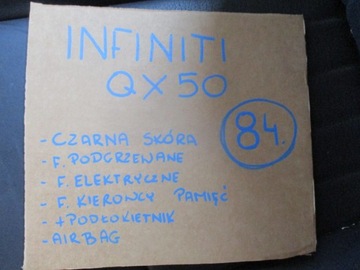 INFINITI
QX50
84.
- CZARNA SKÓRA
- F. PODGRZEWANE
- F. ELEKTRYCZNE
- F. KIEROWCY PAMIĘĆ
- + PODŁOKIETNIK
- AIRBAG